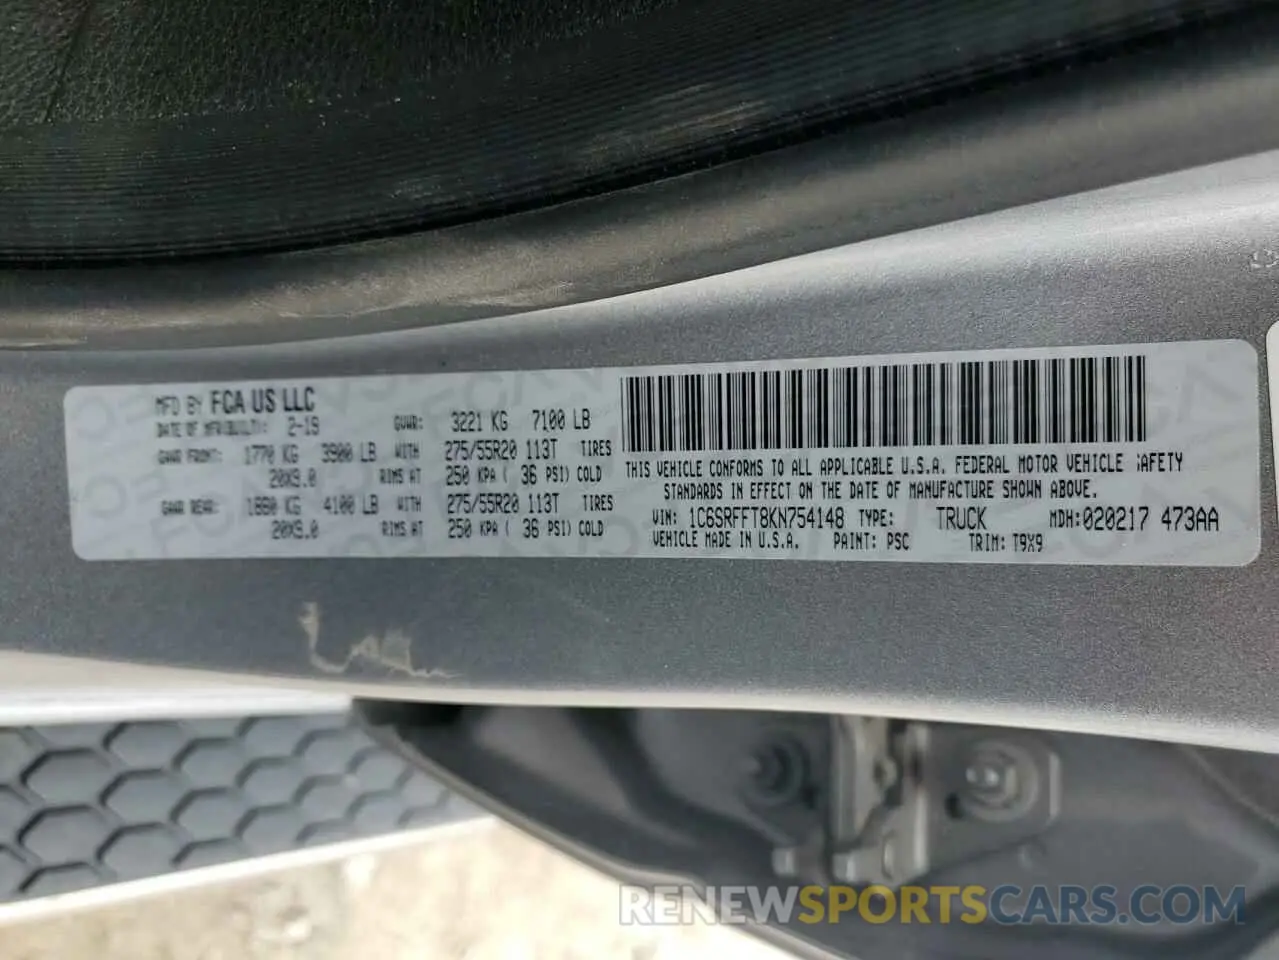 MFD BY FCA US LLC
DATE OF MFR(BUILT): 2-19 GVWR: 3221 KG 7100 LB
GAWR FRONT: 1770 KG 3900 LB WITH 275/55R20 113T TIRES
20X9.0 RIMS AT 250 KPA ( 36 PSI) COLD
GAWR REAR: 1860 KG 4100 LB WITH 275/55R20 113T TIRES
20X9.0 RIMS AT 250 KPA ( 36 PSI) COLD
THIS VEHICLE CONFORMS TO ALL APPLICABLE U.S.A. FEDERAL MOTOR VEHICLE SAFETY
STANDARDS IN EFFECT ON THE DATE OF MANUFACTURE SHOWN ABOVE.
VIN: 1C6SRFFT8KN754148 TYPE: TRUCK MDH:020217 473AA
VEHICLE MADE IN U.S.A. PAINT: PSC TRIM: T9X9
RENEWSPORTSCARS.COM